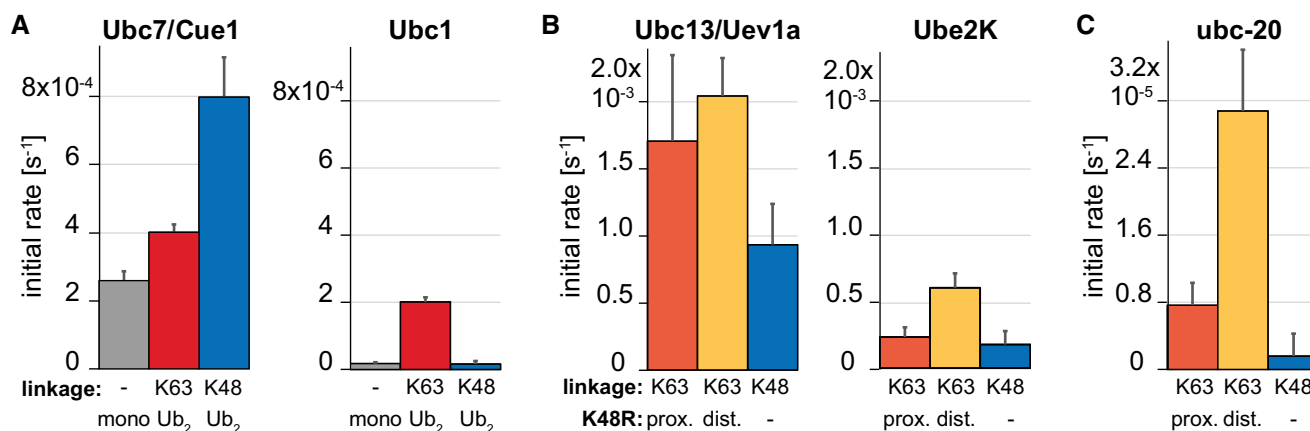 A Ubc7/Cue1 Ubc1
initial rate [s⁻¹]
8x10⁻⁴
6
4
2
0
8x10⁻⁴
6
4
2
0
linkage: - K63 K48
mono Ub₂ Ub₂
- K63 K48
mono Ub₂ Ub₂
B Ubc13/Uev1a Ube2K
initial rate [s⁻¹]
2.0x
10⁻³
1.5
1.0
0.5
0
2.0x
10⁻³
1.5
1.0
0.5
0
linkage: K63 K63 K48
K48R: prox. dist. -
K63 K63 K48
prox. dist. -
C ubc-20
initial rate [s⁻¹]
3.2x
10⁻⁵
2.4
1.6
0.8
0
K63 K63 K48
prox. dist. -